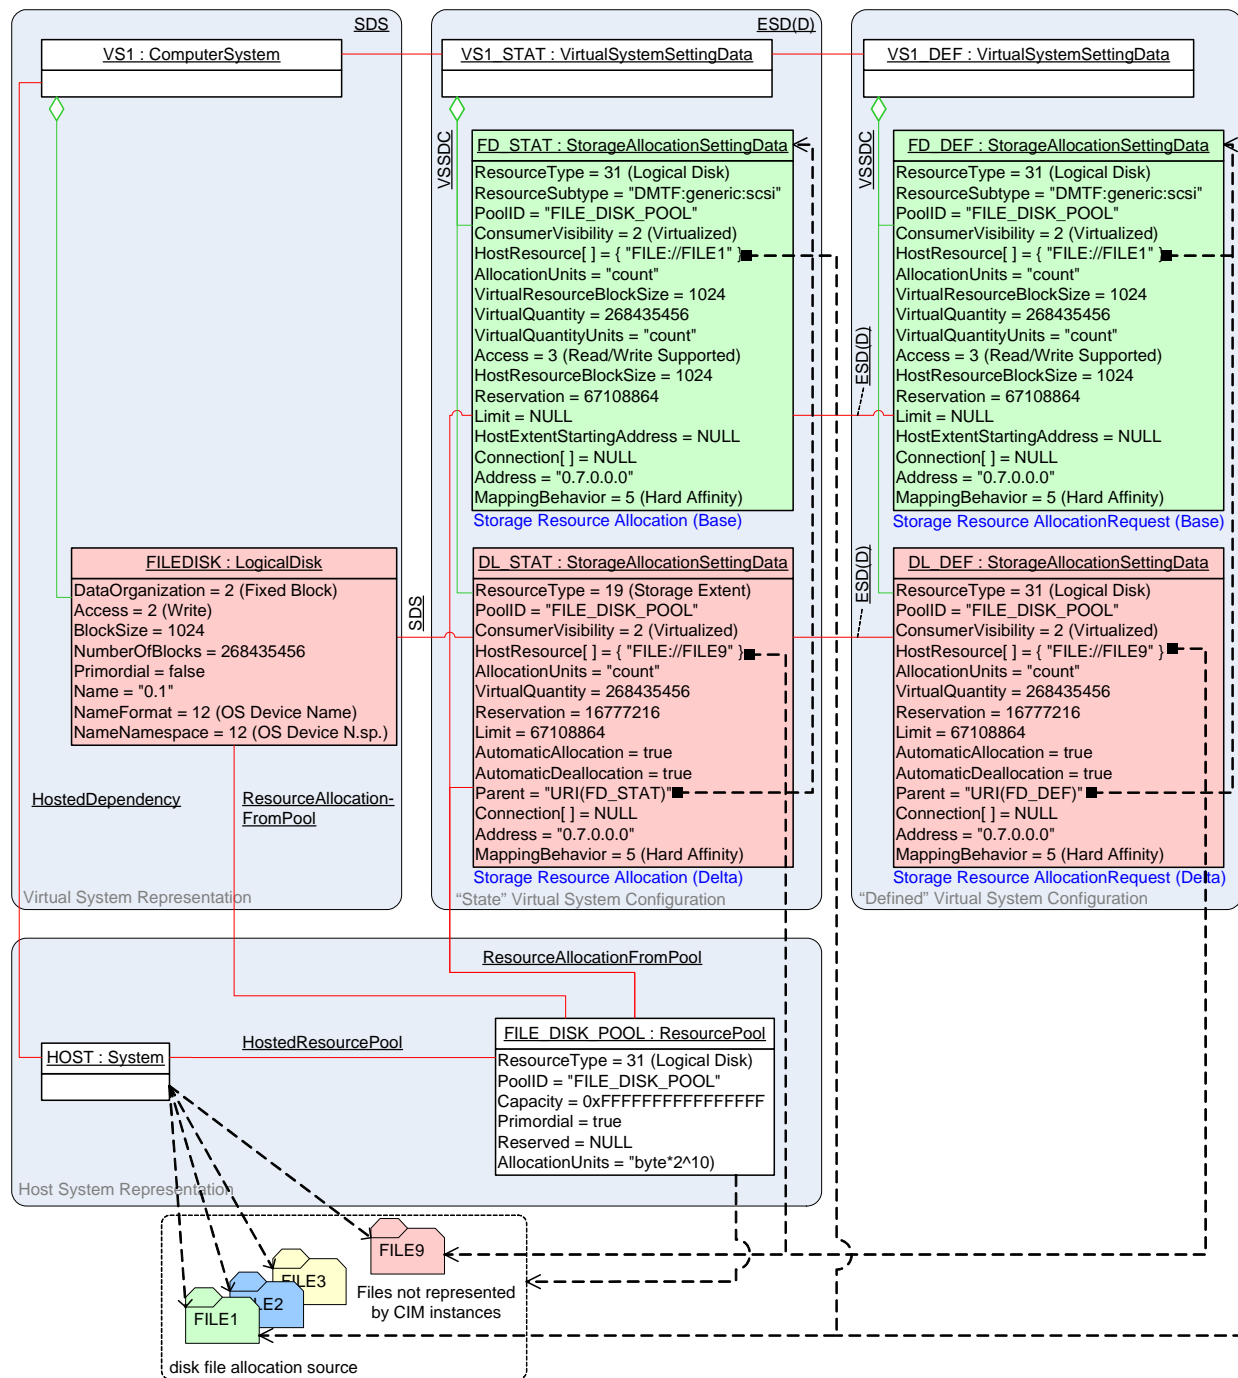 SDS
ESD(D)
VS1 : ComputerSystem
VS1_STAT : VirtualSystemSettingData
VS1_DEF : VirtualSystemSettingData
VSSDC
FD_STAT : StorageAllocationSettingData
ResourceType = 31 (Logical Disk)
ResourceSubtype = "DMTF:generic:scsi"
PoolID = "FILE_DISK_POOL"
ConsumerVisibility = 2 (Virtualized)
HostResource[ ] = { "FILE://FILE1" }
AllocationUnits = "count"
VirtualResourceBlockSize = 1024
VirtualQuantity = 268435456
VirtualQuantityUnits = "count"
Access = 3 (Read/Write Supported)
HostResourceBlockSize = 1024
Reservation = 67108864
Limit = NULL
HostExtentStartingAddress = NULL
Connection[ ] = NULL
Address = "0.7.0.0.0"
MappingBehavior = 5 (Hard Affinity)
Storage Resource Allocation (Base)
VSSDC
FD_DEF : StorageAllocationSettingData
ResourceType = 31 (Logical Disk)
ResourceSubtype = "DMTF:generic:scsi"
PoolID = "FILE_DISK_POOL"
ConsumerVisibility = 2 (Virtualized)
HostResource[ ] = { "FILE://FILE1" }
AllocationUnits = "count"
VirtualResourceBlockSize = 1024
VirtualQuantity = 268435456
VirtualQuantityUnits = "count"
Access = 3 (Read/Write Supported)
HostResourceBlockSize = 1024
Reservation = 67108864
Limit = NULL
HostExtentStartingAddress = NULL
Connection[ ] = NULL
Address = "0.7.0.0.0"
MappingBehavior = 5 (Hard Affinity)
Storage Resource AllocationRequest (Base)
ESD(D)
FILEDISK : LogicalDisk
DataOrganization = 2 (Fixed Block)
Access = 2 (Write)
BlockSize = 1024
NumberOfBlocks = 268435456
Primordial = false
Name = "0.1"
NameFormat = 12 (OS Device Name)
NameNamespace = 12 (OS Device N.sp.)
SDS
DL_STAT : StorageAllocationSettingData
ResourceType = 19 (Storage Extent)
PoolID = "FILE_DISK_POOL"
ConsumerVisibility = 2 (Virtualized)
HostResource[ ] = { "FILE://FILE9" }
AllocationUnits = "count"
VirtualQuantity = 268435456
Reservation = 16777216
Limit = 67108864
AutomaticAllocation = true
AutomaticDeallocation = true
Parent = "URI(FD_STAT)"
Connection[ ] = NULL
Address = "0.7.0.0.0"
MappingBehavior = 5 (Hard Affinity)
Storage Resource Allocation (Delta)
ESD(D)
DL_DEF : StorageAllocationSettingData
ResourceType = 31 (Logical Disk)
PoolID = "FILE_DISK_POOL"
ConsumerVisibility = 2 (Virtualized)
HostResource[ ] = { "FILE://FILE9" }
AllocationUnits = "count"
VirtualQuantity = 268435456
Reservation = 16777216
Limit = 67108864
AutomaticAllocation = true
AutomaticDeallocation = true
Parent = "URI(FD_DEF)"
Connection[ ] = NULL
Address = "0.7.0.0.0"
MappingBehavior = 5 (Hard Affinity)
Storage Resource AllocationRequest (Delta)
HostedDependency
ResourceAllocation-
FromPool
Virtual System Representation
"State" Virtual System Configuration
"Defined" Virtual System Configuration
ResourceAllocationFromPool
HOST : System
HostedResourcePool
FILE_DISK_POOL : ResourcePool
ResourceType = 31 (Logical Disk)
PoolID = "FILE_DISK_POOL"
Capacity = 0xFFFFFFFFFFFFFFFF
Primordial = true
Reserved = NULL
AllocationUnits = "byte*2^10)
Host System Representation
FILE9
FILE3
LE2
FILE1
Files not represented
by CIM instances
disk file allocation source